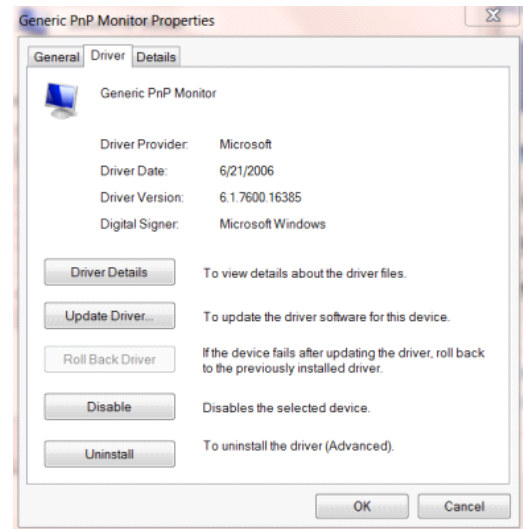 Generic PnP Monitor Properties
General Driver Details
Generic PnP Monitor
Driver Provider: Microsoft
Driver Date: 6/21/2006
Driver Version: 6.1.7600.16385
Digital Signer: Microsoft Windows
Driver Details To view details about the driver files.
Update Driver... To update the driver software for this device.
Roll Back Driver If the device fails after updating the driver, roll back
to the previously installed driver.
Disable Disables the selected device.
Uninstall To uninstall the driver (Advanced).
OK Cancel